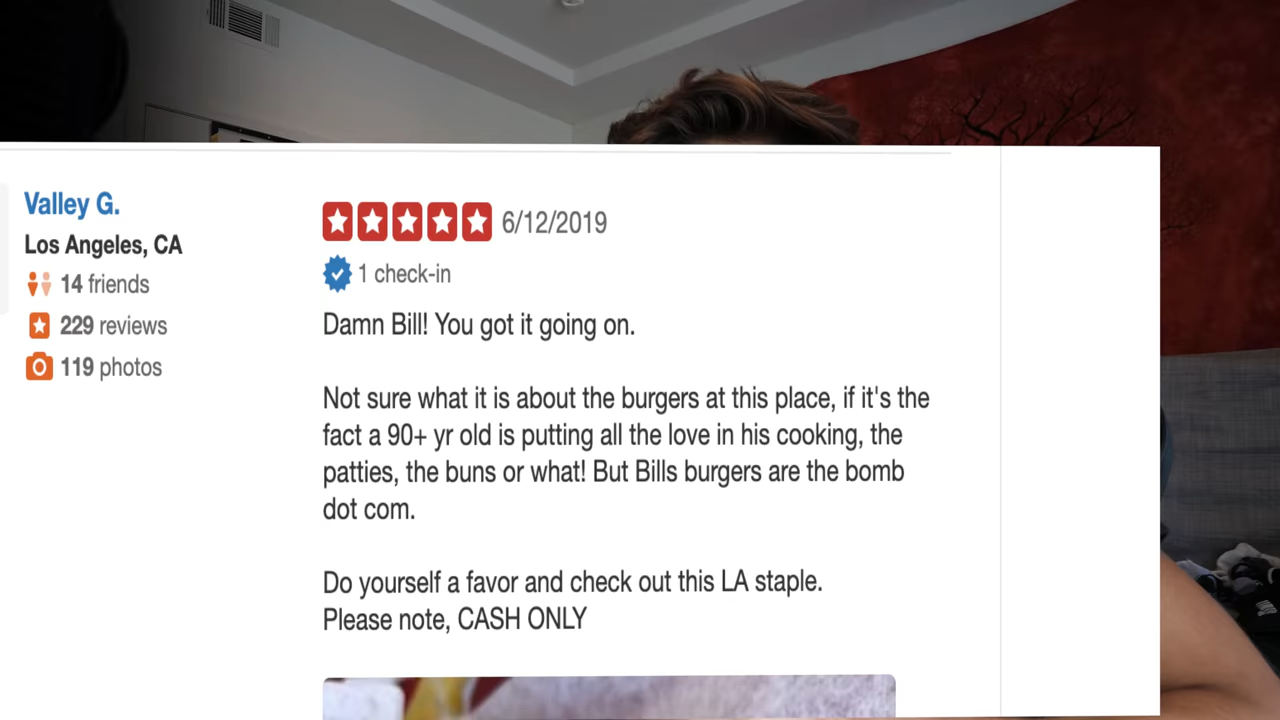 Valley G.
Los Angeles, CA
14 friends
229 reviews
119 photos
6/12/2019
1 check-in
Damn Bill! You got it going on.
Not sure what it is about the burgers at this place, if it's the
fact a 90+ yr old is putting all the love in his cooking, the
patties, the buns or what! But Bills burgers are the bomb
dot com.
Do yourself a favor and check out this LA staple.
Please note, CASH ONLY